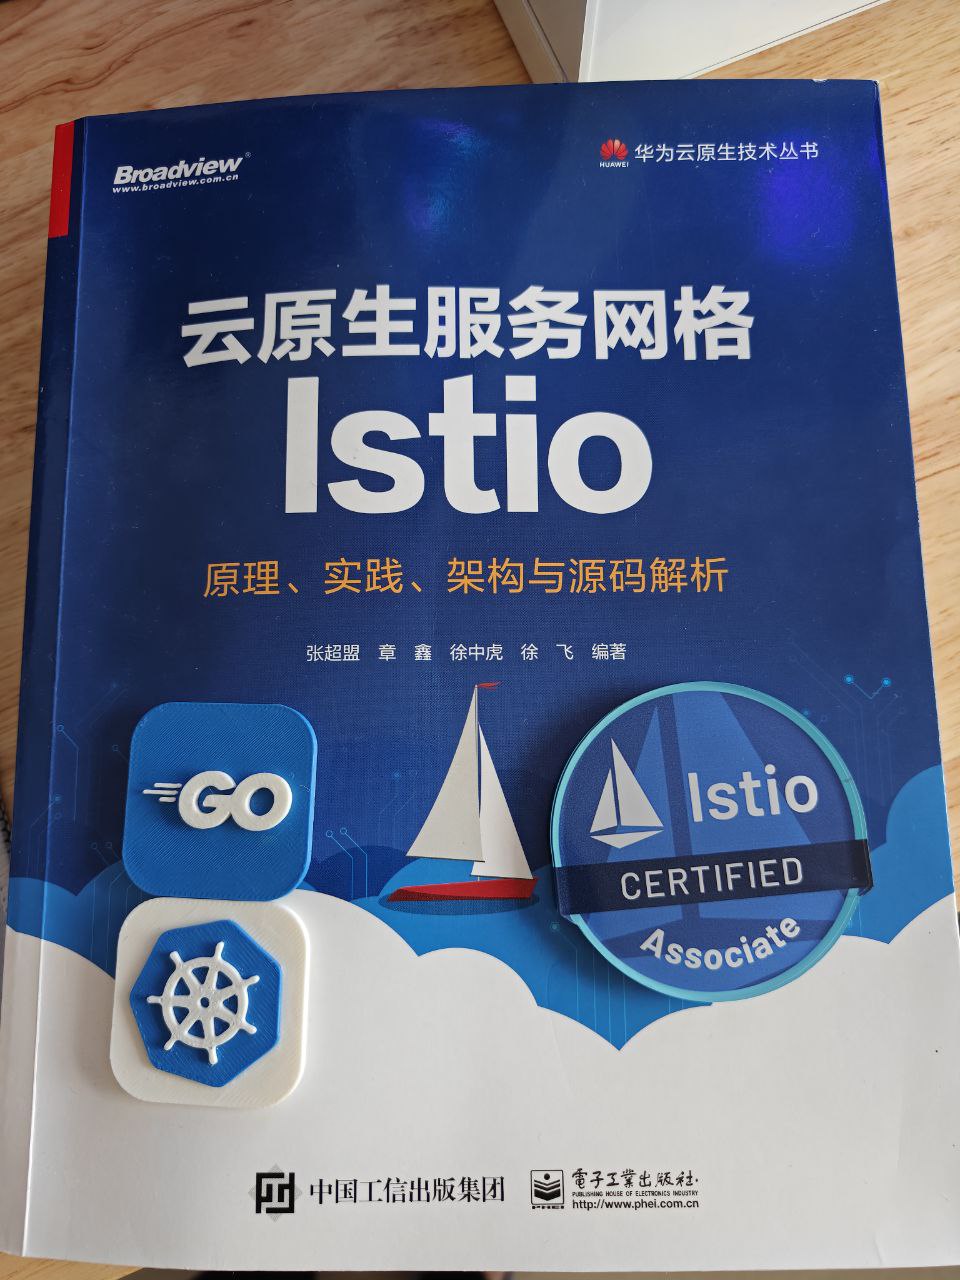 Broadview®
www.broadview.com.cn
HUAWEI
华为云原生技术丛书
云原生服务网格
Istio
原理、实践、架构与源码解析
张超盟 章 鑫 徐中虎 徐 飞 编著
GO
Istio
CERTIFIED
Associate
中国工信出版集团
PHEI
電子工業出版社
PUBLISHING HOUSE OF ELECTRONICS INDUSTRY
http://www.phei.com.cn